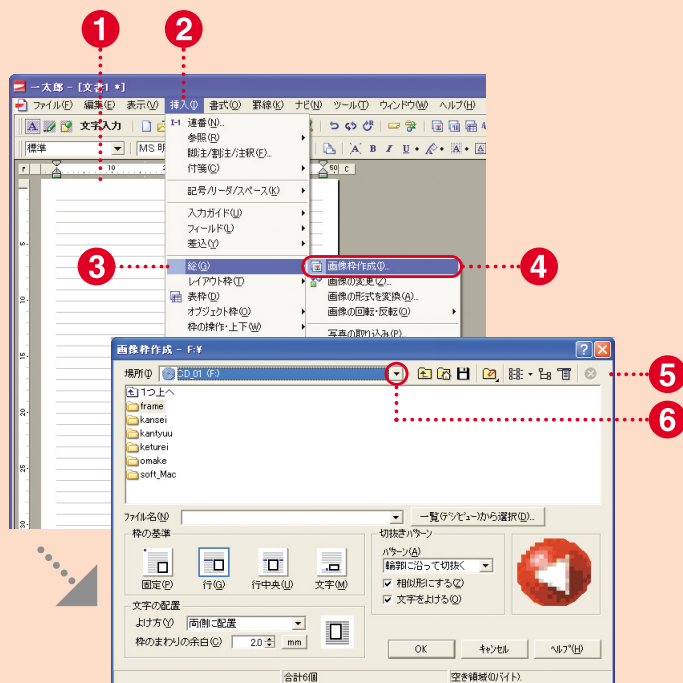 1 2
一太郎 - [文書1 *]
ファイル(F) 編集(E) 表示(V) 挿入(I) 書式(O) 罫線(K) ナビ(N) ツール(T) ウィンドウ(W) ヘルプ(H)
文字入力
標準 MS 明
B I U
10 50 c
連番(N)...
参照(R)
脚注/割注/注釈(F)...
付箋(C)
記号/リーダ/スペース(K)
入力ガイド(U)
フィールド(L)
差込(Y)
3 絵(G) 画像枠作成(I)... 4
レイアウト枠(T) 画像の変更(Z)...
表枠(D) 画像の形式を変換(A)...
オブジェクト枠(O) 画像の回転・反転(O)
枠の操作・上下(W) 写真の取り込み(P)...
5
10
15
20
25
30
画像枠作成 - F:¥
場所(I) CD_01 (F:) 5
6
1つ上へ
frame
kansei
kantyuu
keturei
omake
soft_Mac
ファイル名(N) 一覧(デジビュー)から選択(D)...
枠の基準 切抜きパターン
パターン(A)
輪郭に沿って切抜く
固定(P) 行(G) 行中央(U) 文字(M)
相似形にする(Z)
文字をよける(Q)
文字の配置
よけ方(Y) 両側に配置
枠のまわりの余白(C) 2.0 mm
OK キャンセル ヘルプ(H)
合計6個 空き領域(0バイト).